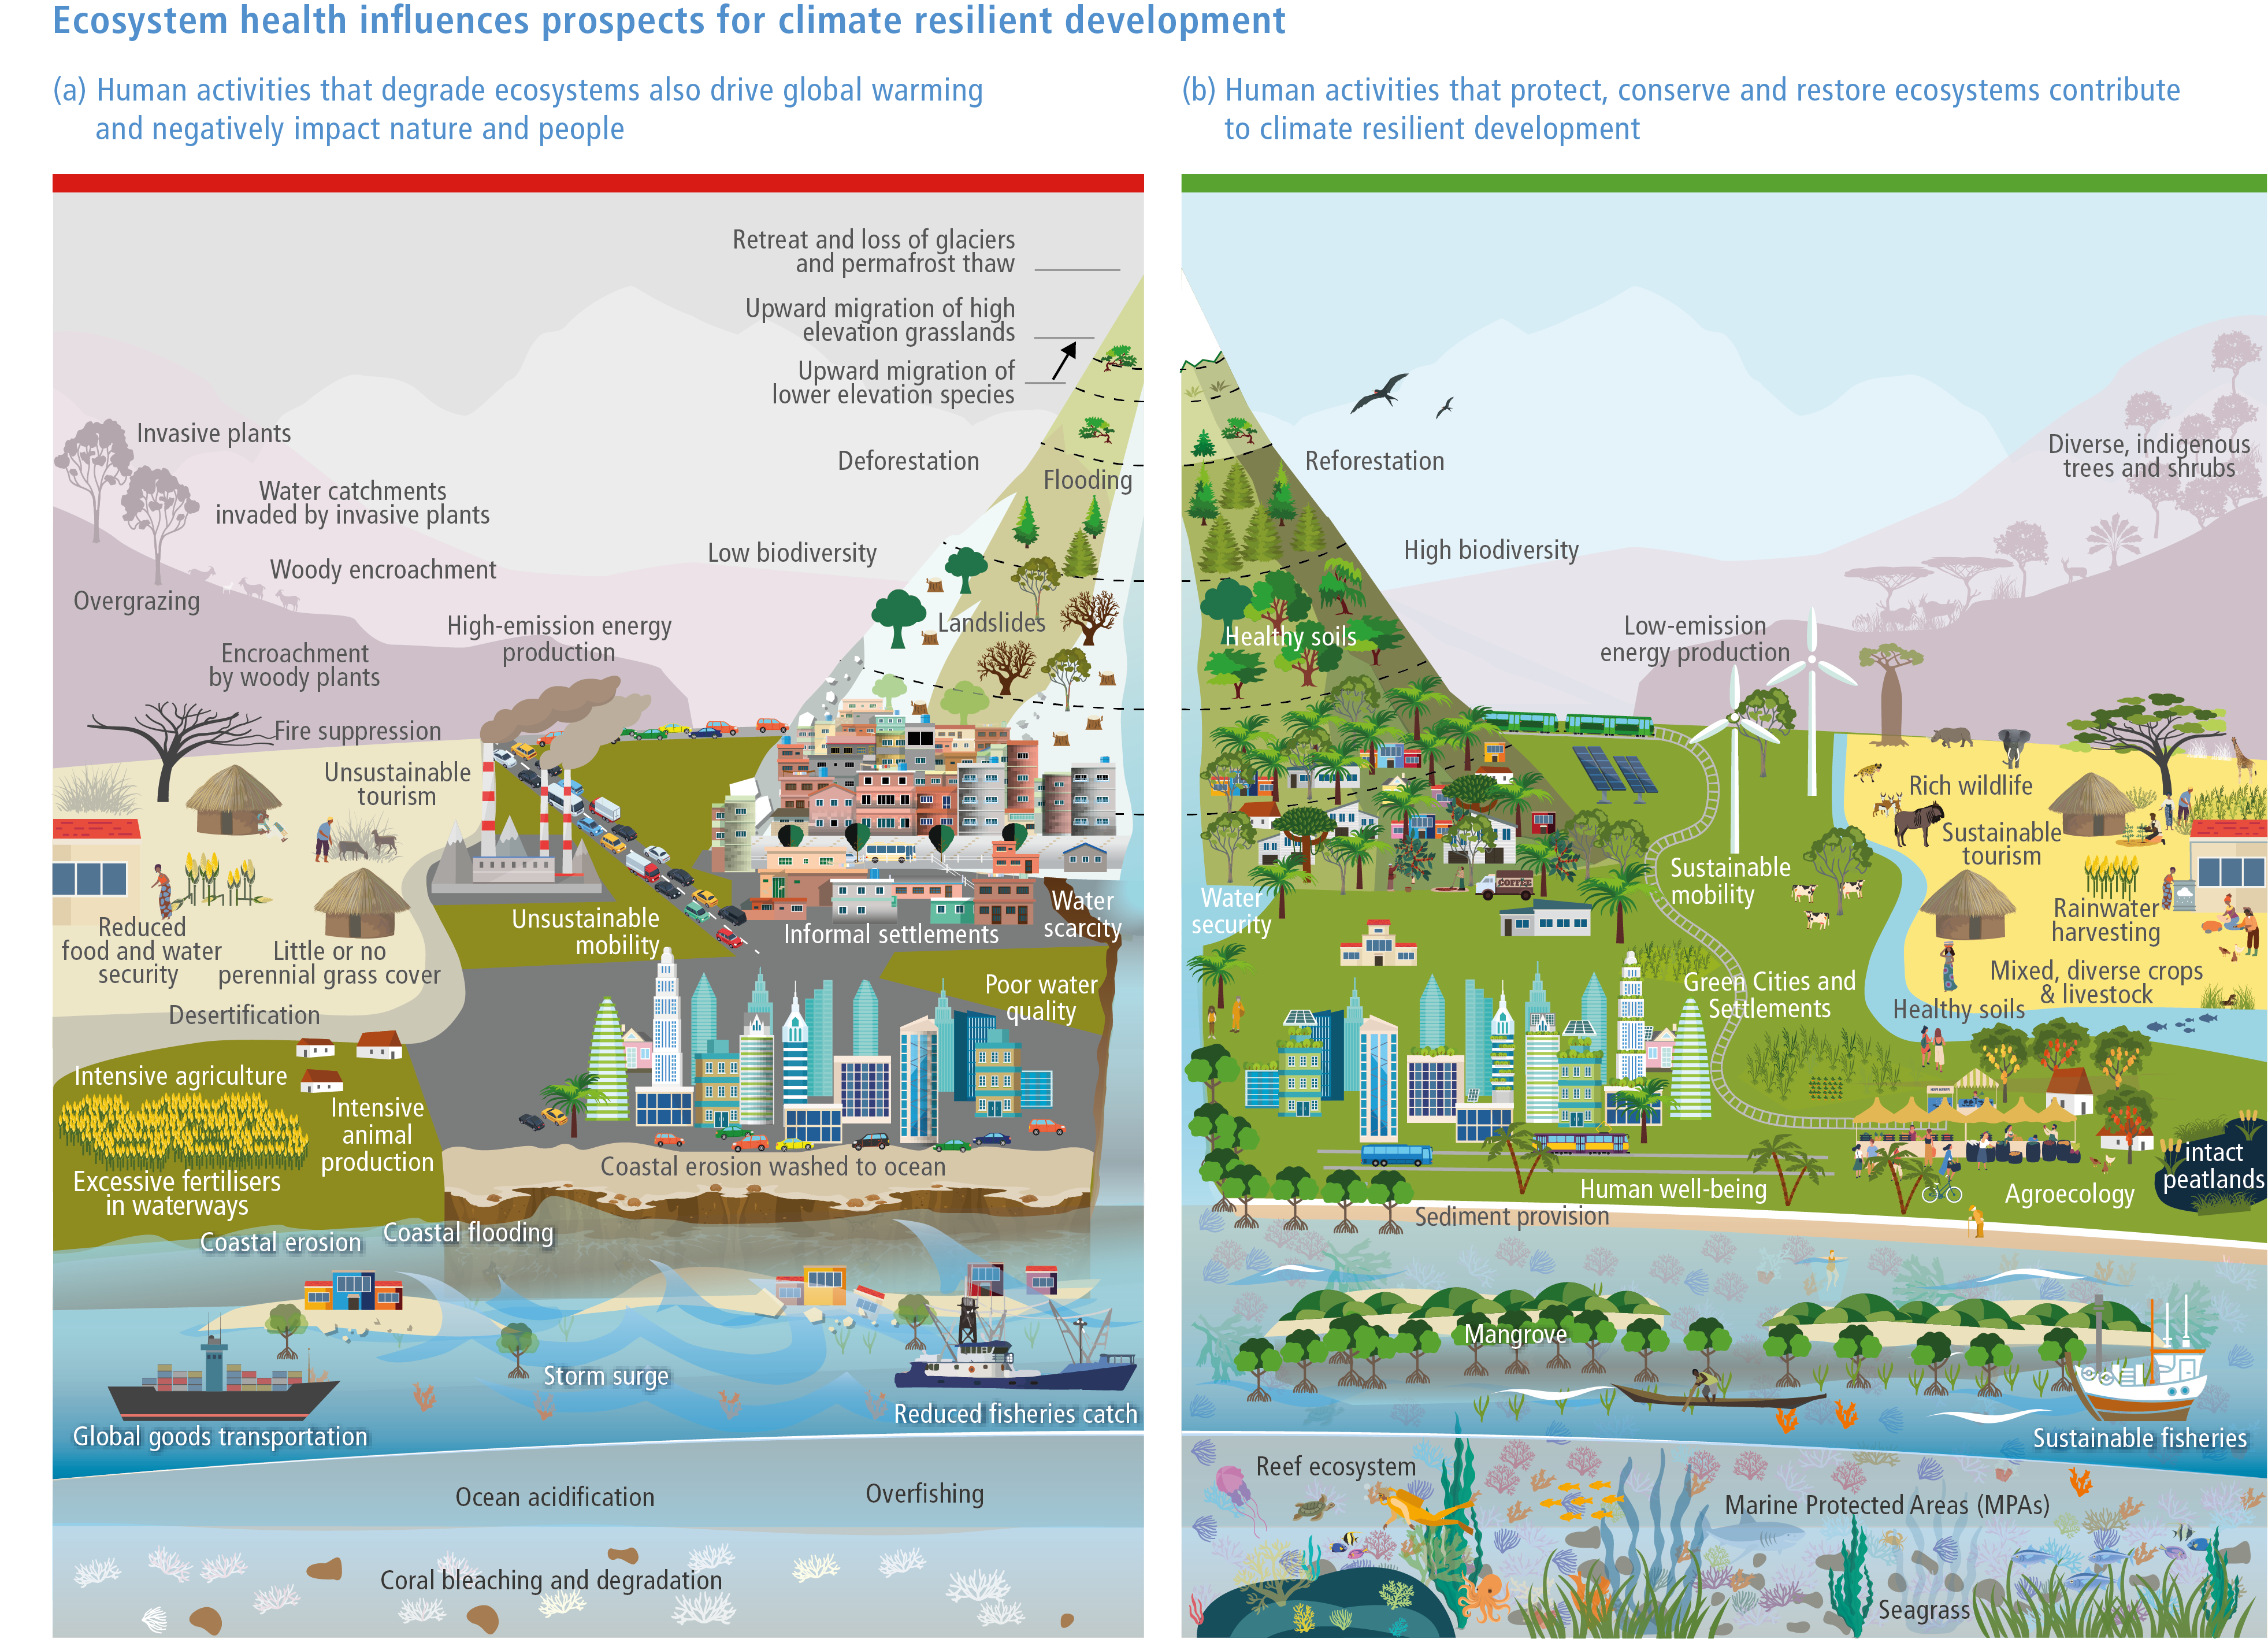 Ecosystem health influences prospects for climate resilient development
(a) Human activities that degrade ecosystems also drive global warming
and negatively impact nature and people
Retreat and loss of glaciers
and permafrost thaw
Upward migration of high
elevation grasslands
Upward migration of
lower elevation species
Invasive plants
Deforestation
Flooding
Water catchments
invaded by invasive plants
Low biodiversity
Woody encroachment
Overgrazing
High-emission energy
production
Landslides
Encroachment
by woody plants
Fire suppression
Unsustainable
tourism
Reduced
food and water
security
Little or no
perennial grass cover
Unsustainable
mobility
Informal settlements
Water
scarcity
Poor water
quality
Desertification
Intensive agriculture
Intensive
animal
production
Excessive fertilisers
in waterways
Coastal erosion washed to ocean
Coastal erosion
Coastal flooding
Storm surge
Reduced fisheries catch
Global goods transportation
Ocean acidification
Overfishing
Coral bleaching and degradation
(b) Human activities that protect, conserve and restore ecosystems contribute
to climate resilient development
Diverse, indigenous
trees and shrubs
Reforestation
High biodiversity
Healthy soils
Low-emission
energy production
Rich wildlife
Sustainable
tourism
Sustainable
mobility
COFFEE
Water
security
Rainwater
harvesting
Mixed, diverse crops
& livestock
Green Cities and
Settlements
Healthy soils
intact
peatlands
Human well-being
Agroecology
Sediment provision
Mangrove
Sustainable fisheries
Reef ecosystem
Marine Protected Areas (MPAs)
Seagrass